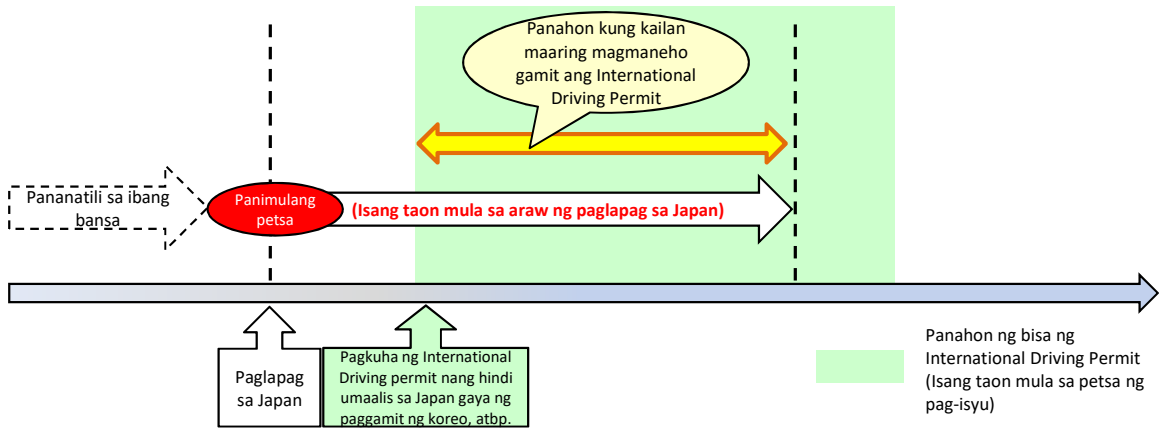 Panahon kung kailan
maaring magmaneho
gamit ang International
Driving Permit
Pananatili sa ibang
bansa
Panimulang
petsa
(Isang taon mula sa araw ng paglapag sa Japan)
Paglapag
sa Japan
Pagkuha ng International
Driving permit nang hindi
umaalis sa Japan gaya ng
paggamit ng koreo, atbp.
Panahon ng bisa ng
International Driving Permit
(Isang taon mula sa petsa ng
pag-isyu)